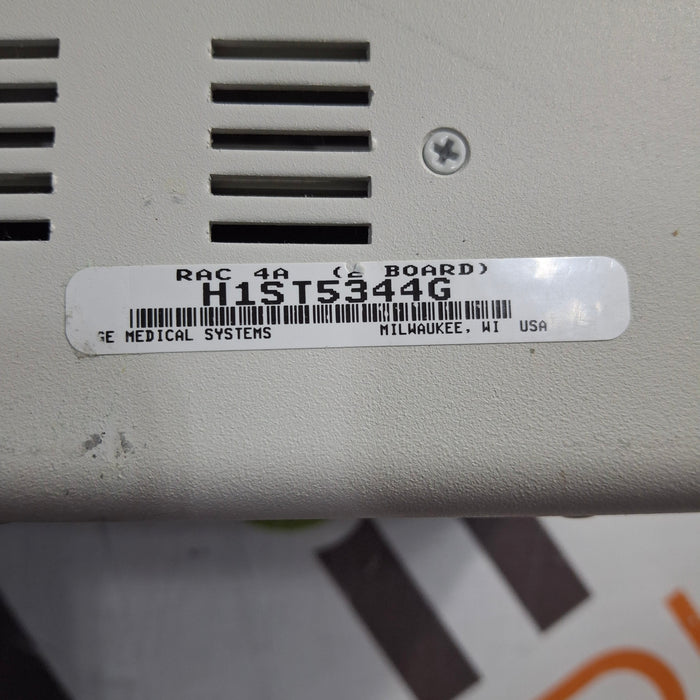 RAC 4A (2 BOARD)
H1ST5344G
GE MEDICAL SYSTEMS MILWAUKEE, WI USA